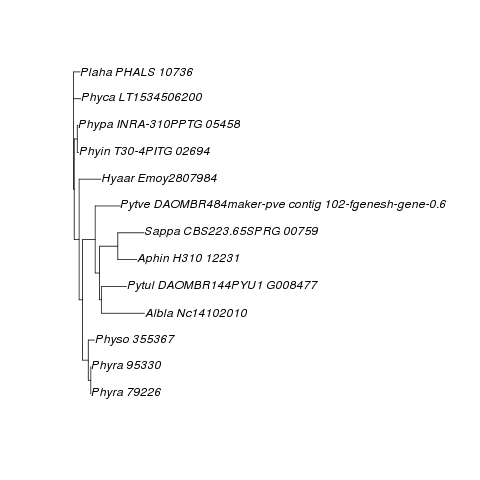 Plaha PHALS 10736
Phyca LT1534506200
Phypa INRA-310PPTG 05458
Phyin T30-4PITG 02694
Hyaar Emoy2807984
Pytve DAOMBR484maker-pve contig 102-fgenesh-gene-0.6
Sappa CBS223.65SPRG 00759
Aphin H310 12231
Pytul DAOMBR144PYU1 G008477
Albla Nc14102010
Physo 355367
Phyra 95330
Phyra 79226